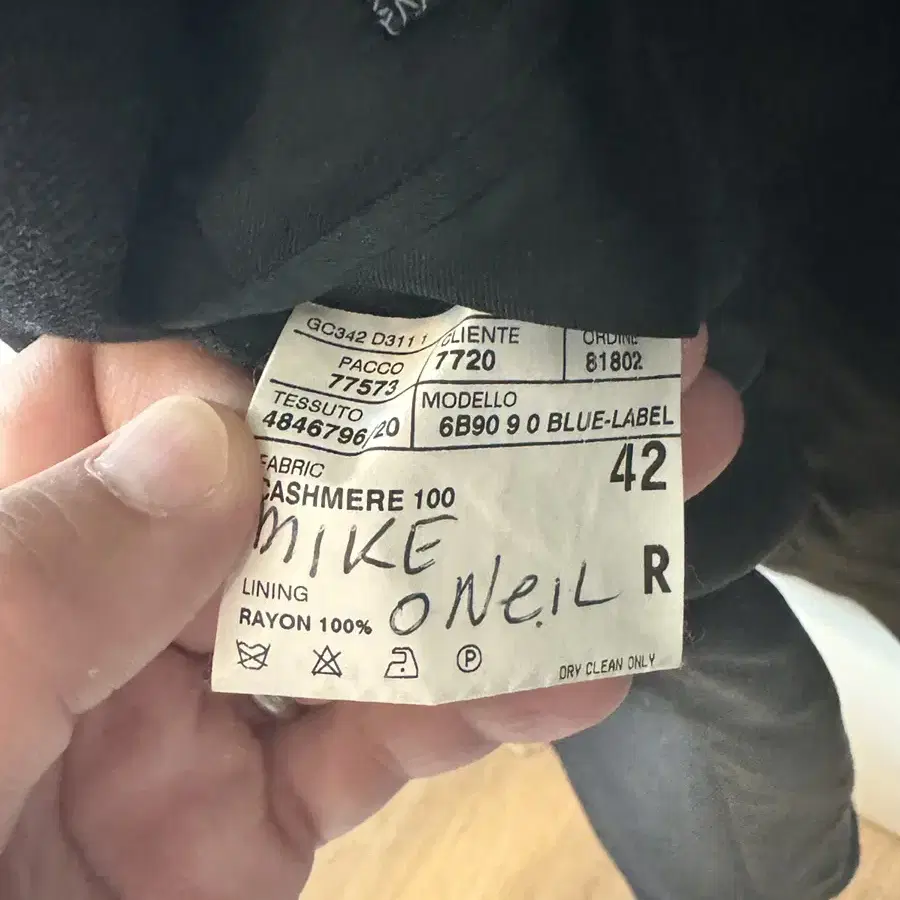 GC342 D311 1
CLIENTE
7720
ORDINE
81802
PACCO
77573
TESSUTO
4846796/20
MODELLO
6B90 9 0 BLUE-LABEL
42
FABRIC
CASHMERE 100
MIKE
ONeiL
R
LINING
RAYON 100%
P
DRY CLEAN ONLY